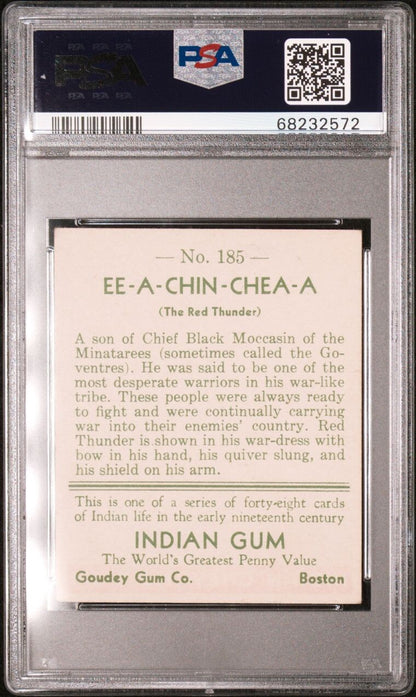 PSA
PSA
PSA
68232572
— No. 185 —
EE-A-CHIN-CHEA-A
(The Red Thunder)
A son of Chief Black Moccasin of the
Minatarees (sometimes called the Go-
ventres). He was said to be one of the
most desperate warriors in his war-like
tribe. These people were always ready
to fight and were continually carrying
war into their enemies' country. Red
Thunder is shown in his war-dress with
bow in his hand, his quiver slung, and
his shield on his arm.
This is one of a series of forty-eight cards
of Indian life in the early nineteenth century
INDIAN GUM
The World's Greatest Penny Value
Goudey Gum Co. Boston